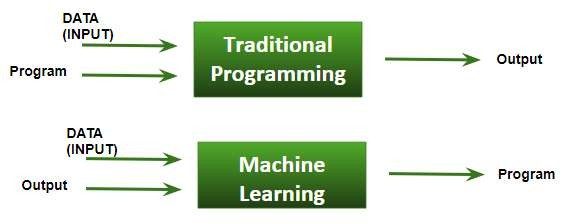 DATA
(INPUT)
Program
Traditional
Programming
Output
DATA
(INPUT)
Output
Machine
Learning
Program